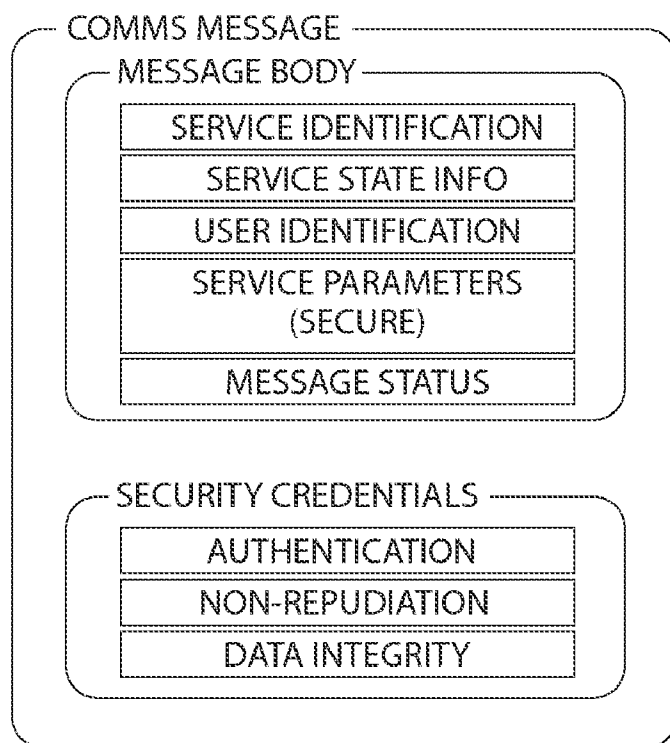 COMMS MESSAGE
MESSAGE BODY
SERVICE IDENTIFICATION
SERVICE STATE INFO
USER IDENTIFICATION
SERVICE PARAMETERS
(SECURE)
MESSAGE STATUS
SECURITY CREDENTIALS
AUTHENTICATION
NON-REPUDIATION
DATA INTEGRITY